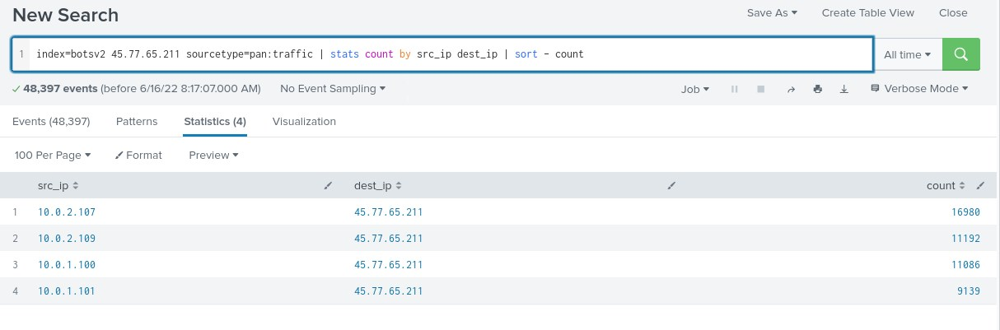 New Search
Save As Create Table View Close
1 index=botsv2 45.77.65.211 sourcetype=pan:traffic | stats count by src_ip dest_ip | sort - count
All time
48,397 events (before 6/16/22 8:17:07.000 AM) No Event Sampling
Job Verbose Mode
Events (48,397) Patterns Statistics (4) Visualization
100 Per Page Format Preview
src_ip dest_ip count
1 10.0.2.107 45.77.65.211 16980
2 10.0.2.109 45.77.65.211 11192
3 10.0.1.100 45.77.65.211 11086
4 10.0.1.101 45.77.65.211 9139